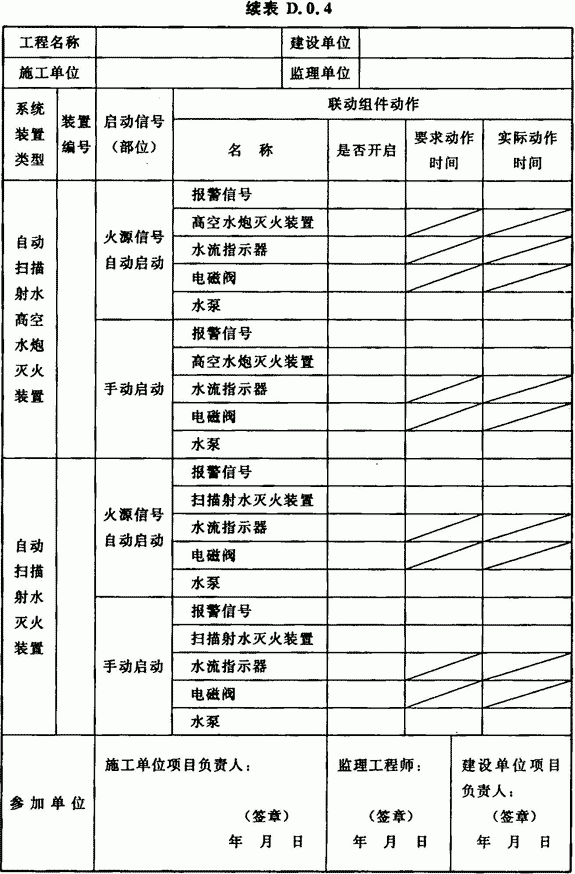 续表 D.0.4
工程名称 建设单位
施工单位 监理单位
系统装置类型 装置编号 启动信号（部位） 联动组件动作
名 称 是否开启 要求动作时间 实际动作时间
自动扫描射水高空水炮灭火装置
火源信号自动启动
报警信号
高空水炮灭火装置
水流指示器
电磁阀
水泵
手动启动
报警信号
高空水炮灭火装置
水流指示器
电磁阀
水泵
自动扫描射水灭火装置
火源信号自动启动
报警信号
扫描射水灭火装置
水流指示器
电磁阀
水泵
手动启动
报警信号
扫描射水灭火装置
水流指示器
电磁阀
水泵
参加单位
施工单位项目负责人：
（签章）
年 月 日
监理工程师：
（签章）
年 月 日
建设单位项目
负责人：
（签章）
年 月 日